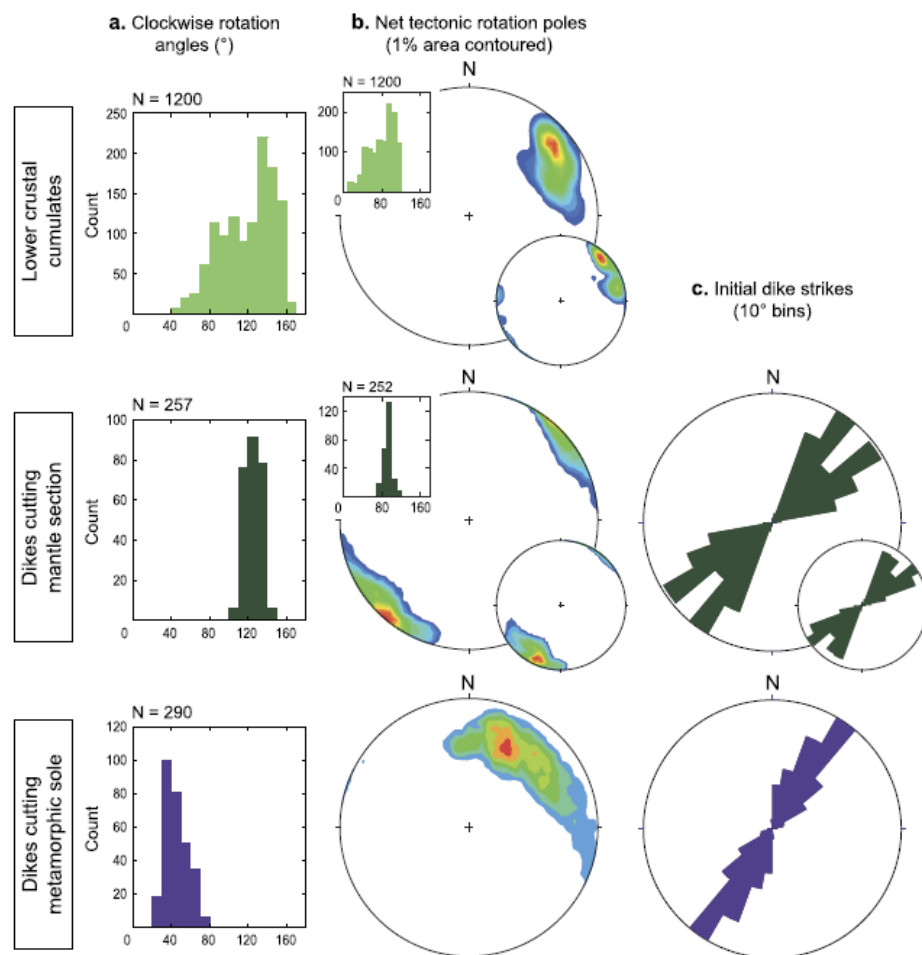 a. Clockwise rotation
angles (°)
b. Net tectonic rotation poles
(1% area contoured)
N
Lower crustal
cumulates
N = 1200
Count
250
200
150
100
50
0
0 40 80 120 160
N = 1200
200
100
80 160
c. Initial dike strikes
(10° bins)
Dikes cutting
mantle section
N = 257
Count
100
80
60
40
20
0
0 40 80 120 160
N = 252
120
80
40
80 160
N
N
Dikes cutting
metamorphic sole
N = 290
Count
120
100
80
60
40
20
0
0 40 80 120 160
N
N